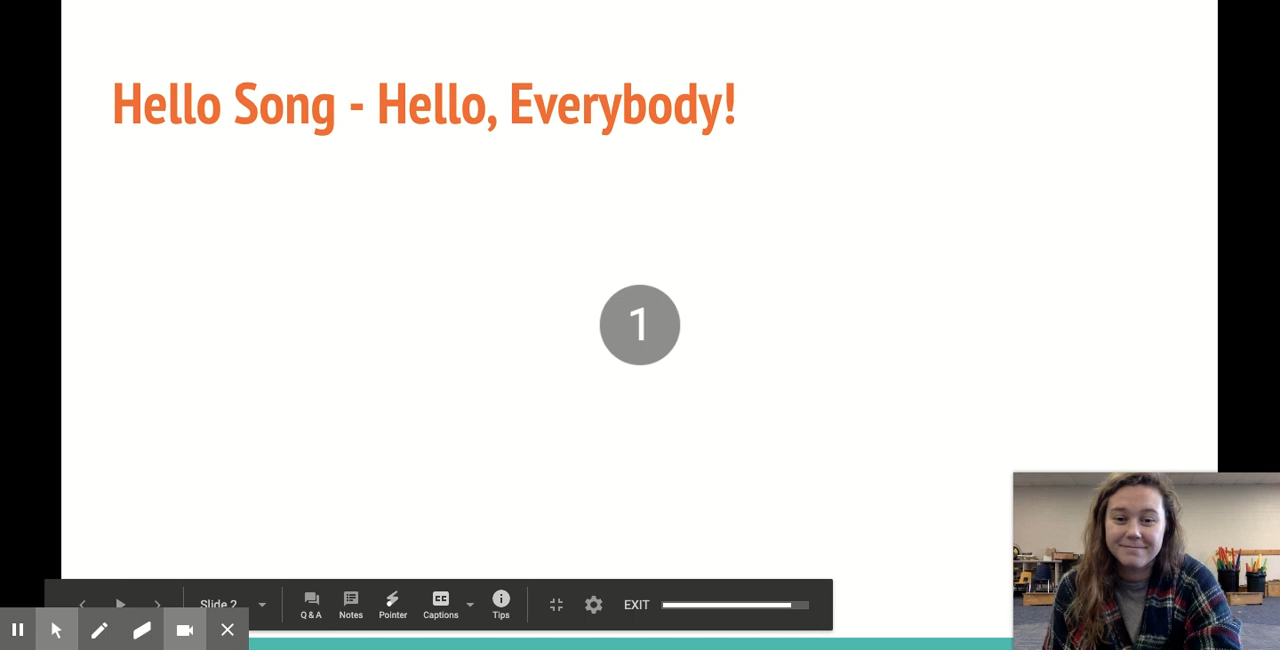 Hello Song - Hello, Everybody!
1
Slide 2
Q & A
Notes
Pointer
Captions
Tips
EXIT